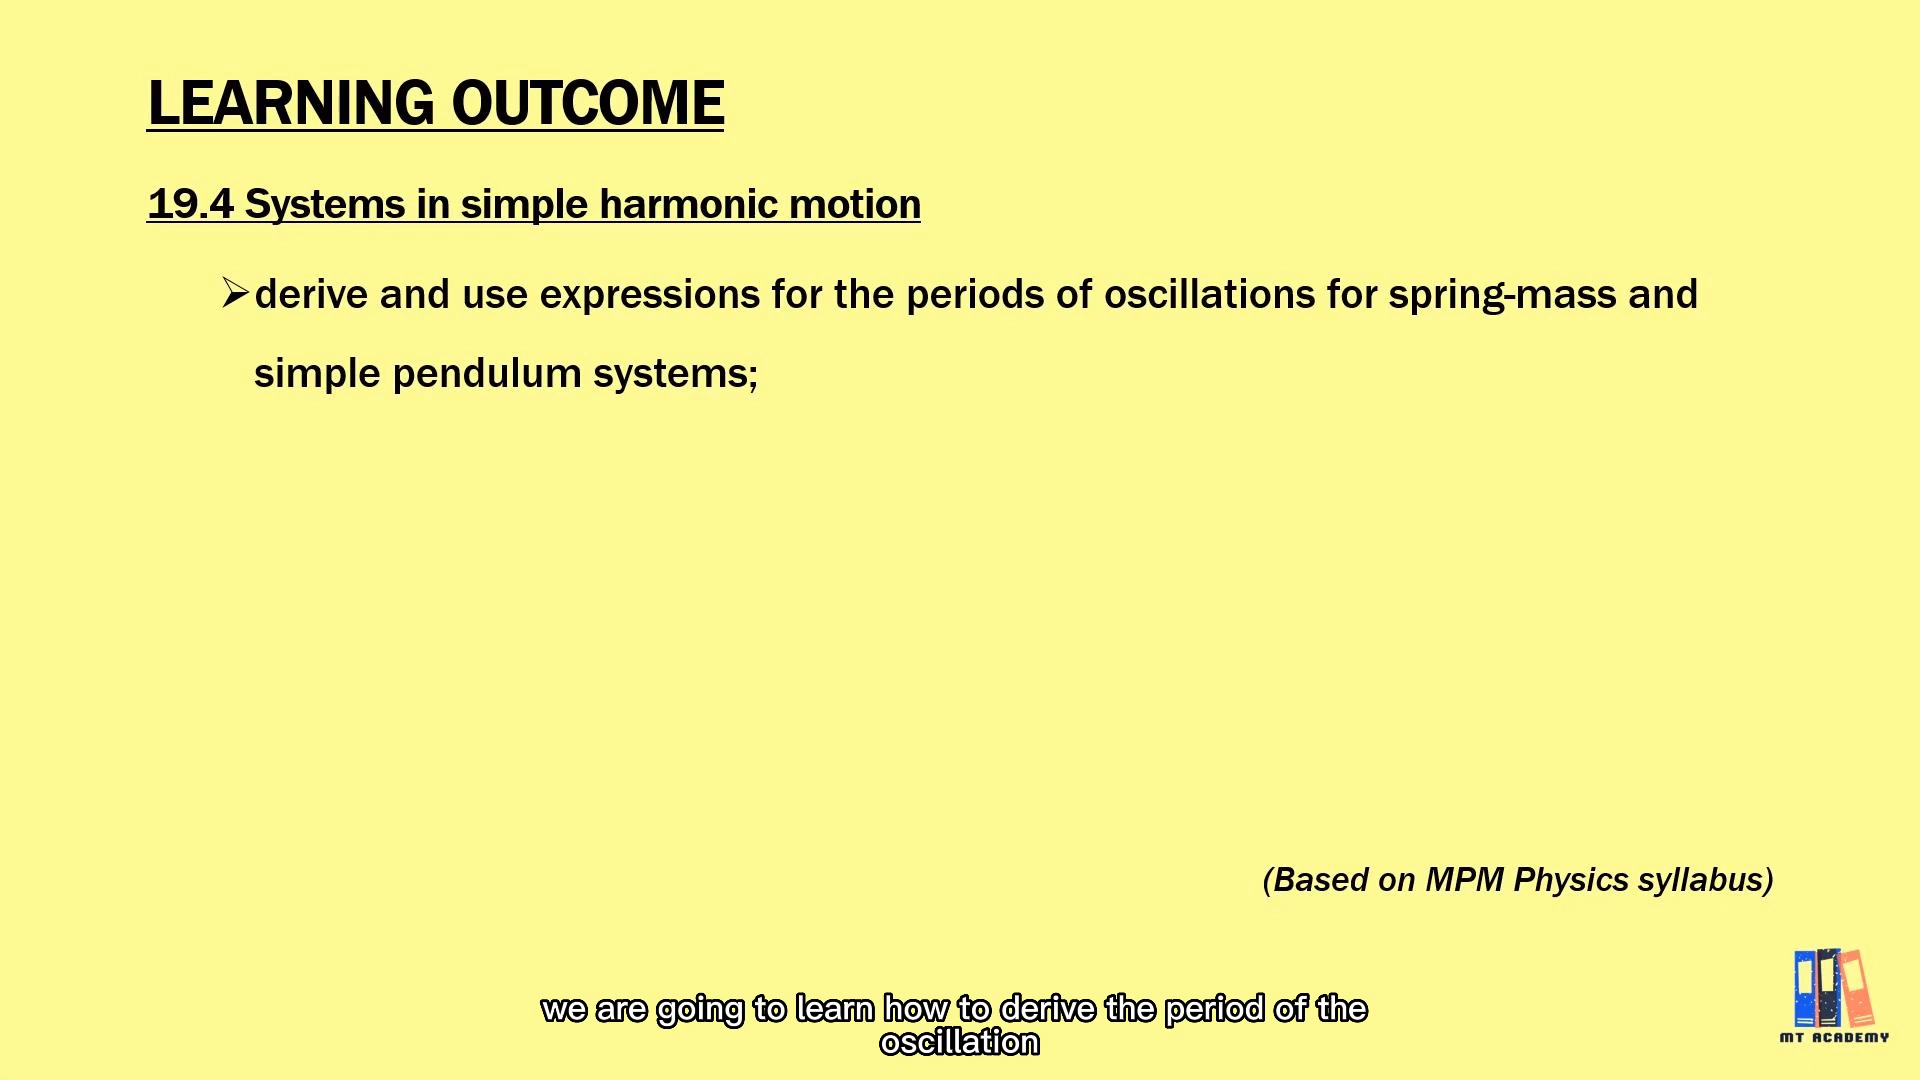 LEARNING OUTCOME
19.4 Systems in simple harmonic motion
➢derive and use expressions for the periods of oscillations for spring-mass and
simple pendulum systems;
(Based on MPM Physics syllabus)
MT ACADEMY
we are going to learn how to derive the period of the
oscillation